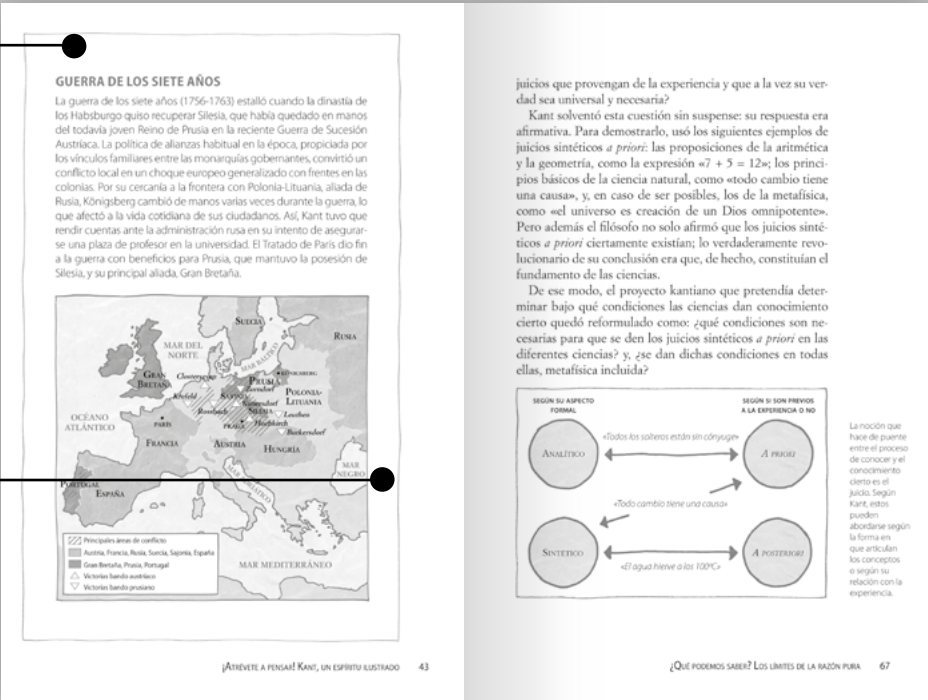 GUERRA DE LOS SIETE AÑOS
La guerra de los siete años (1756-1763) estalló cuando la dinastía de
los Habsburgo quiso recuperar Silesia, que había quedado en manos
del todavía joven Reino de Prusia en la reciente Guerra de Sucesión
Austríaca. La política de alianzas habitual en la época, propiciada por
los vínculos familiares entre las monarquías gobernantes, convirtió un
conflicto local en un choque europeo generalizado con frentes en las
colonias. Por su cercanía a la frontera con Polonia-Lituania, aliada de
Rusia, Königsberg cambió de manos varias veces durante la guerra, lo
que afectó a la vida cotidiana de sus ciudadanos. Así, Kant tuvo que
rendir cuentas ante la administración rusa en su intento de asegurar-
se una plaza de profesor en la universidad. El Tratado de París dio fin
a la guerra con beneficios para Prusia, que mantuvo la posesión de
Silesia, y su principal aliada, Gran Bretaña.
SUECIA
RUSIA
MAR DEL
NORTE
MAR BÁLTICO
KÖNIGSBERG
GRAN
BRETAÑA
PRUSIA
Zorndorf
Krefeld
POLONIA-
LITUANIA
Rossbach
SILESIA
Leuthen
OCÉANO
ATLÁNTICO
PARÍS
PRAGA
Hochkirch
Burkersdorf
FRANCIA
AUSTRIA
HUNGRÍA
MAR
NEGRO
PORTUGAL
ESPAÑA
MAR ADRIÁTICO
MAR MEDITERRÁNEO
Principales áreas de conflicto
Austria, Francia, Rusia, Suecia, Sajonia, España
Gran Bretaña, Prusia, Portugal
Victorias bando austríaco
Victorias bando prusiano
¡ATRÉVETE A PENSAR! KANT, UN ESPÍRITU ILUSTRADO 43
juicios que provengan de la experiencia y que a la vez su ver-
dad sea universal y necesaria?
Kant solventó esta cuestión sin suspense: su respuesta era
afirmativa. Para demostrarlo, usó los siguientes ejemplos de
juicios sintéticos a priori: las proposiciones de la aritmética
y la geometría, como la expresión «7 + 5 = 12»; los princi-
pios básicos de la ciencia natural, como «todo cambio tiene
una causa», y, en caso de ser posibles, los de la metafísica,
como «el universo es creación de un Dios omnipotente».
Pero además el filósofo no solo afirmó que los juicios sinté-
ticos a priori ciertamente existían; lo verdaderamente revo-
lucionario de su conclusión era que, de hecho, constituían el
fundamento de las ciencias.
De ese modo, el proyecto kantiano que pretendía deter-
minar bajo qué condiciones las ciencias dan conocimiento
cierto quedó reformulado como: ¿qué condiciones son ne-
cesarias para que se den los juicios sintéticos a priori en las
diferentes ciencias? y, ¿se dan dichas condiciones en todas
ellas, metafísica incluida?
SEGÚN SU ASPECTO
FORMAL
SEGÚN SI SON PREVIOS
A LA EXPERIENCIA O NO
«Todos los solteros están sin cónyuge»
ANALÍTICO
A PRIORI
«Todo cambio tiene una causa»
SINTÉTICO
A POSTERIORI
«El agua hierve a los 100ºC»
La noción que
hace de puente
entre el proceso
de conocer y el
conocimiento
cierto es el
juicio. Según
Kant, estos
pueden
abordarse según
la forma en
que articulan
los conceptos
o según su
relación con la
experiencia.
¿QUÉ PODEMOS SABER? LOS LÍMITES DE LA RAZÓN PURA 67